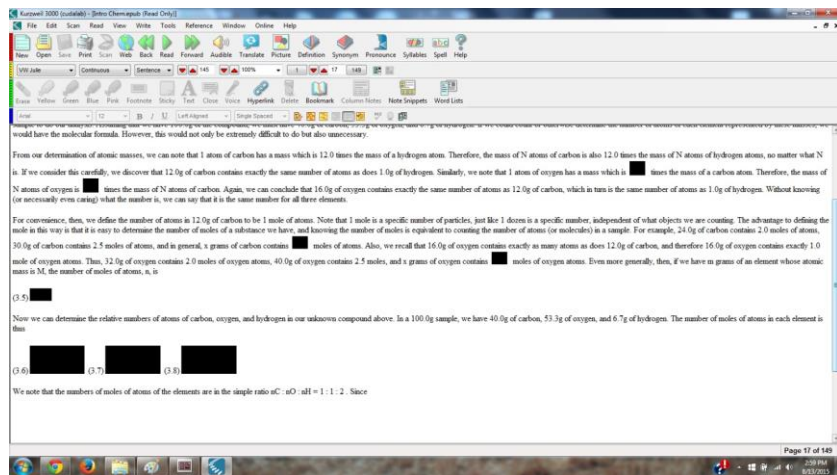 Kurzweil 3000 (cudalab) - [Intro Chem.epub (Read Only)]
File Edit Scan Read View Write Tools Reference Window Online Help
New Open Save Print Scan Web Back Read Forward Audible Translate Picture Definition Synonym Pronounce Syllables Spell Help
VW Julie Continuous Sentence 145 100% 1 17 149
Erase Yellow Green Blue Pink Footnote Sticky Text Close Voice Hyperlink Delete Bookmark Column Notes Note Snippets Word Lists
Arial 12 B I U Left Aligned Single Spaced
would have the molecular formula. However, this would not only be extremely difficult to do but also unnecessary.
From our determination of atomic masses, we can note that 1 atom of carbon has a mass which is 12.0 times the mass of a hydrogen atom. Therefore, the mass of N atoms of carbon is also 12.0 times the mass of N atoms of hydrogen atoms, no matter what N
is. If we consider this carefully, we discover that 12.0g of carbon contains exactly the same number of atoms as does 1.0g of hydrogen. Similarly, we note that 1 atom of oxygen has a mass which is times the mass of a carbon atom. Therefore, the mass of
N atoms of oxygen is times the mass of N atoms of carbon. Again, we can conclude that 16.0g of oxygen contains exactly the same number of atoms as 12.0g of carbon, which in turn is the same number of atoms as 1.0g of hydrogen. Without knowing
(or necessarily even caring) what the number is, we can say that it is the same number for all three elements.
For convenience, then, we define the number of atoms in 12.0g of carbon to be 1 mole of atoms. Note that 1 mole is a specific number of particles, just like 1 dozen is a specific number, independent of what objects we are counting. The advantage to defining the
mole in this way is that it is easy to determine the number of moles of a substance we have, and knowing the number of moles is equivalent to counting the number of atoms (or molecules) in a sample. For example, 24.0g of carbon contains 2.0 moles of atoms,
30.0g of carbon contains 2.5 moles of atoms, and in general, x grams of carbon contains moles of atoms. Also, we recall that 16.0g of oxygen contains exactly as many atoms as does 12.0g of carbon, and therefore 16.0g of oxygen contains exactly 1.0
mole of oxygen atoms. Thus, 32.0g of oxygen contains 2.0 moles of oxygen atoms, 40.0g of oxygen contains 2.5 moles, and x grams of oxygen contains moles of oxygen atoms. Even more generally, then, if we have m grams of an element whose atomic
mass is M, the number of moles of atoms, n, is
(3.5)
Now we can determine the relative numbers of atoms of carbon, oxygen, and hydrogen in our unknown compound above. In a 100.0g sample, we have 40.0g of carbon, 53.3g of oxygen, and 6.7g of hydrogen. The number of moles of atoms in each element is
thus
(3.6) (3.7) (3.8)
We note that the numbers of moles of atoms of the elements are in the simple ratio nC : nO : nH = 1 : 1 : 2 . Since
Page 17 of 145
2:59 PM
8/13/2015